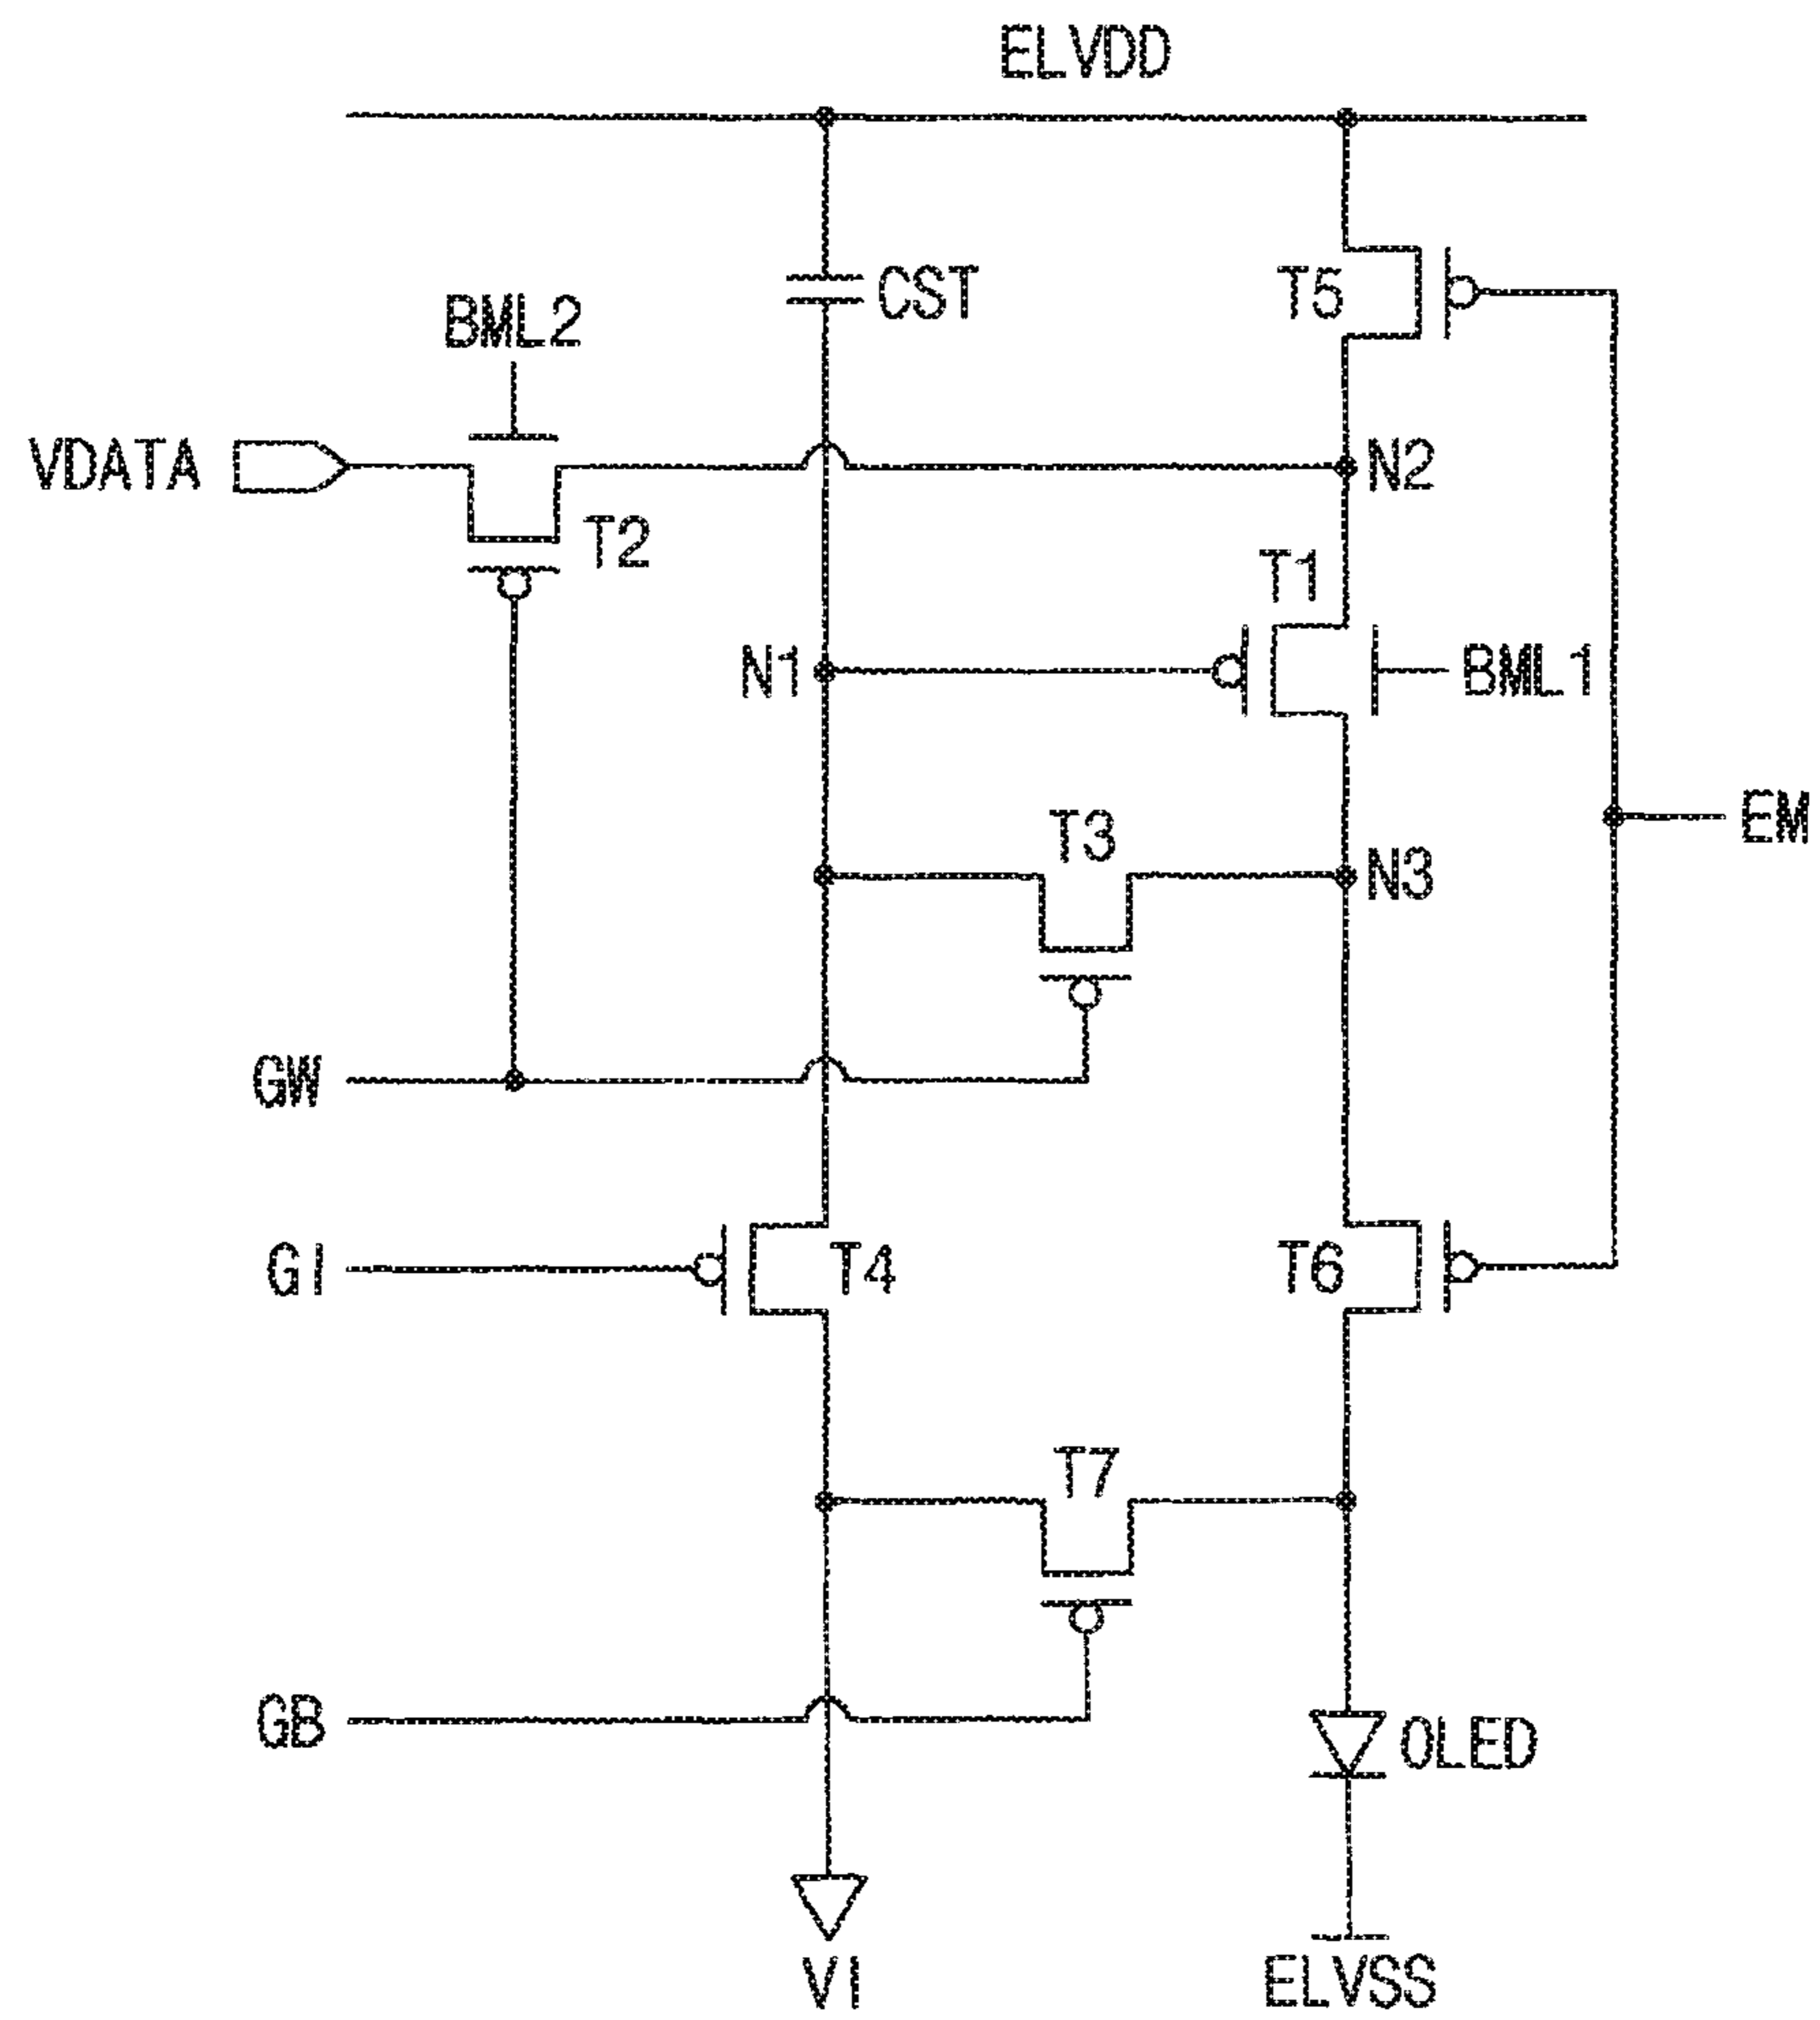 ELVDD
CST
T5
BML2
VDATA
N2
T2
T1
N1
BML1
T3
EM
N3
GW
GI
T4
T6
T7
GB
OLED
VI
ELVSS